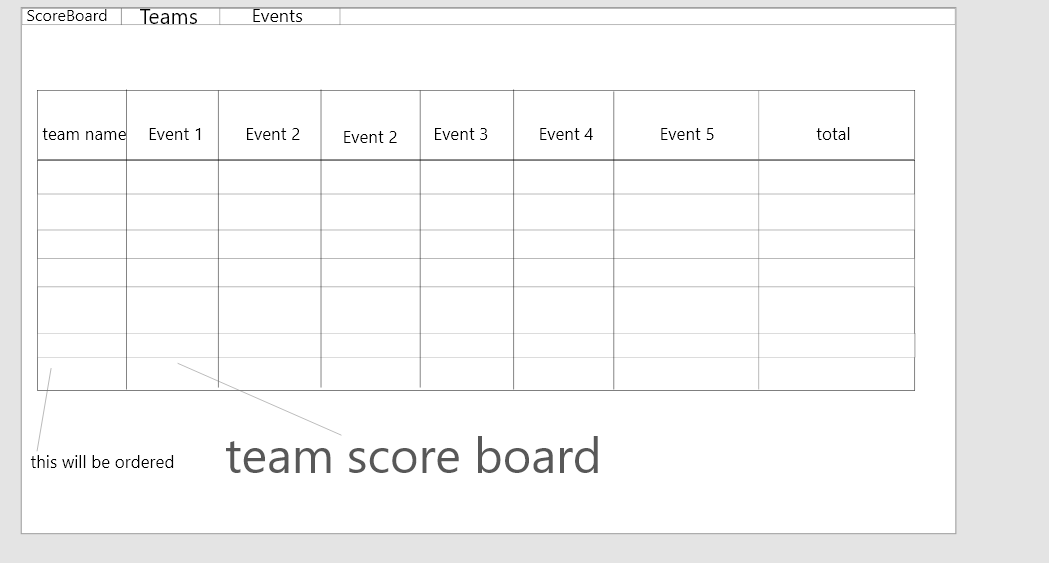 ScoreBoard Teams Events
team name Event 1 Event 2 Event 2 Event 3 Event 4 Event 5 total
this will be ordered
team score board